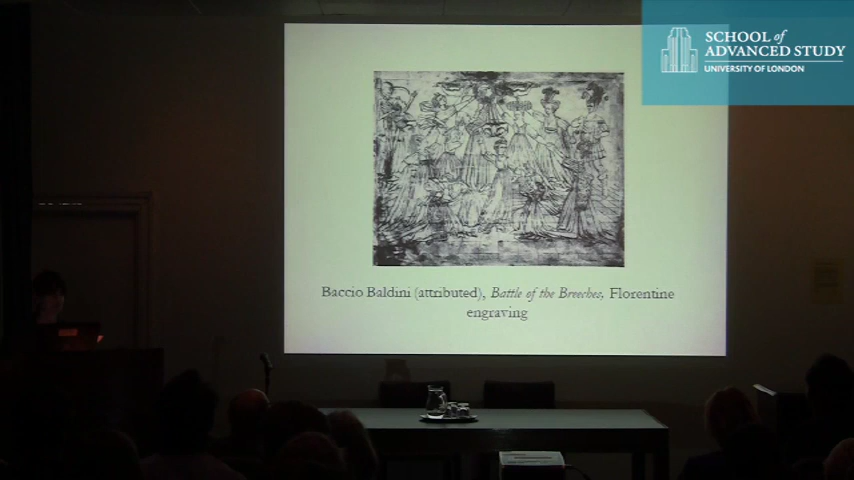 SCHOOL of
ADVANCED STUDY
UNIVERSITY OF LONDON
Baccio Baldini (attributed), Battle of the Breeches, Florentine
engraving